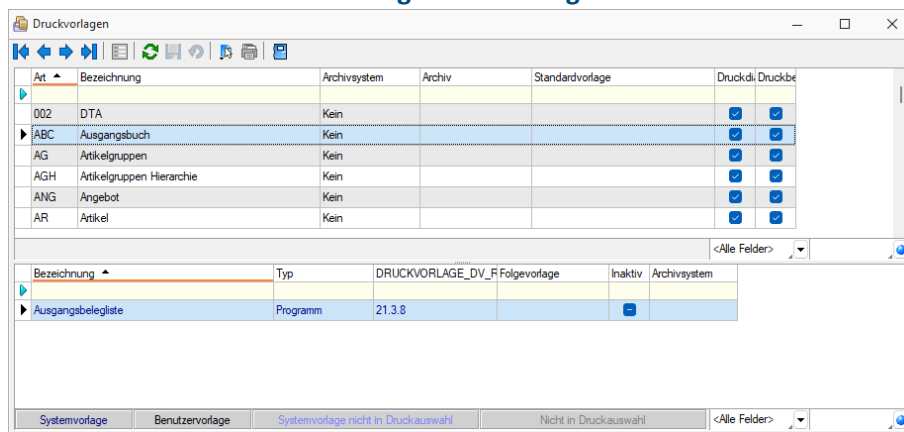 Druckvorlagen
Art Bezeichnung Archivsystem Archiv Standardvorlage Druckdi Druckbe
002 DTA Kein
ABC Ausgangsbuch Kein
AG Artikelgruppen Kein
AGH Artikelgruppen Hierarchie Kein
ANG Angebot Kein
AR Artikel Kein
<Alle Felder>
Bezeichnung Typ DRUCKVORLAGE_DV_F Folgevorlage Inaktiv Archivsystem
Ausgangsbelegliste Programm 21.3.8
Systemvorlage Benutzervorlage Systemvorlage nicht in Druckauswahl Nicht in Druckauswahl <Alle Felder>